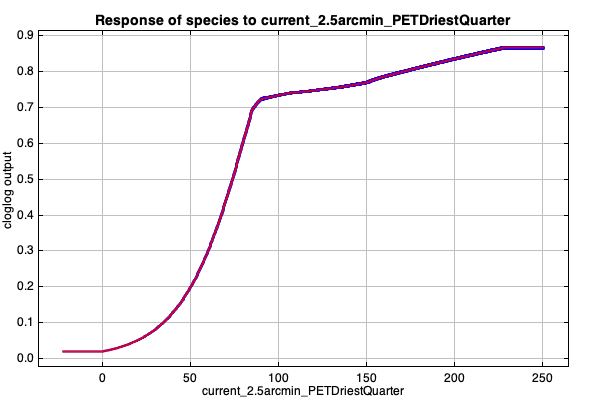 Response of species to current_2.5arcmin_PETDriestQuarter
0.9
0.8
0.7
0.6
0.5
0.4
0.3
0.2
0.1
0.0
cloglog output
0 50 100 150 200 250
current_2.5arcmin_PETDriestQuarter